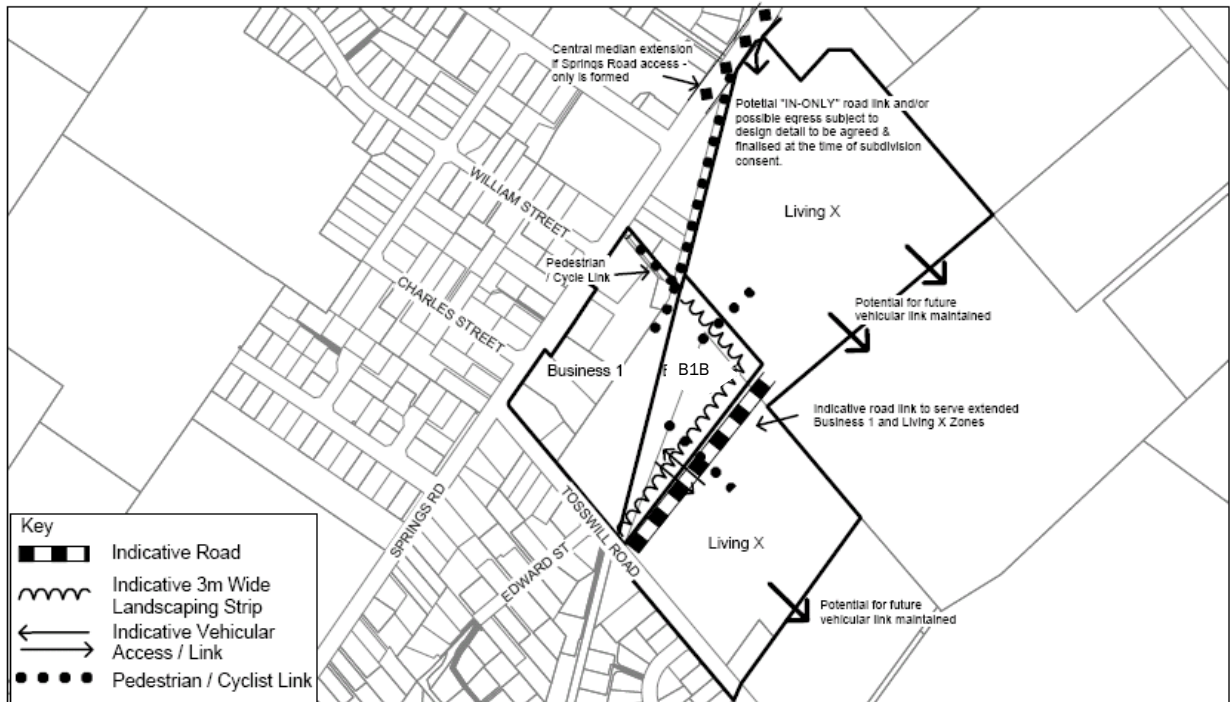 Central median extension
if Springs Road access -
only is formed
Potetial "IN-ONLY" road link and/or
possible egress subject to
design detail to be agreed &
finalised at the time of subdivision
consent.
Living X
WILLIAM STREET
Pedestrian
/ Cycle Link
CHARLES STREET
Potential for future
vehicular link maintained
Business 1
B1B
Indicative road link to serve extended
Business 1 and Living X Zones
SPRINGS RD
TOSSWILL ROAD
EDWARD ST
Living X
Potential for future
vehicular link maintained
Key
Indicative Road
Indicative 3m Wide
Landscaping Strip
Indicative Vehicular
Access / Link
Pedestrian / Cyclist Link